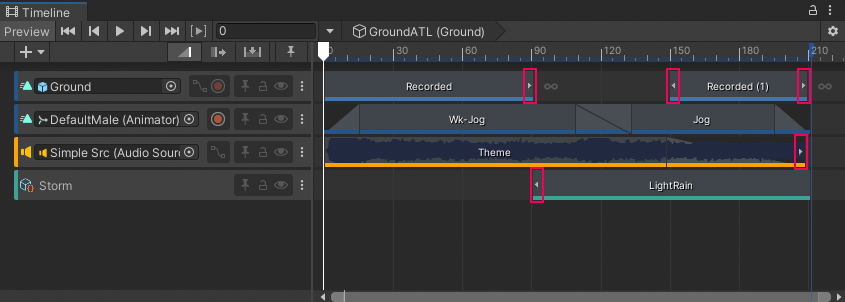 Timeline
Preview
0
GroundATL (Ground)
0 30 60 90 120 150 180 210
Ground
Recorded
Recorded (1)
DefaultMale (Animator)
Wk-Jog
Jog
Simple Src (Audio Sour
Theme
Storm
LightRain